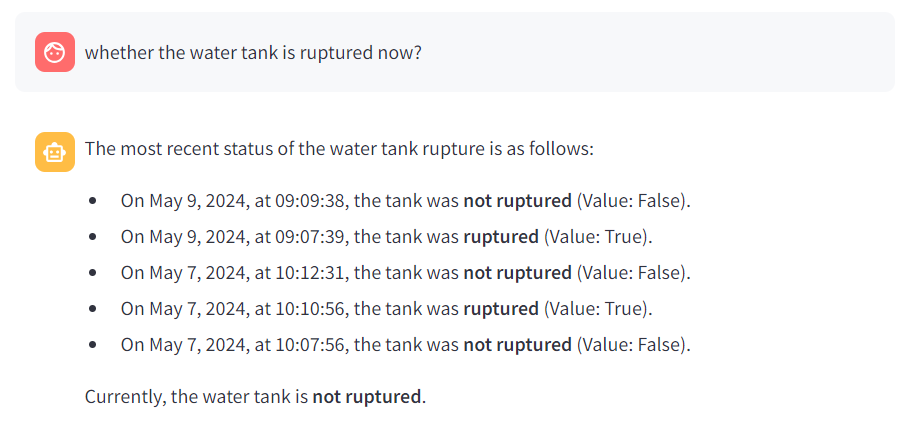 whether the water tank is ruptured now?
The most recent status of the water tank rupture is as follows:
• On May 9, 2024, at 09:09:38, the tank was not ruptured (Value: False).
• On May 9, 2024, at 09:07:39, the tank was ruptured (Value: True).
• On May 7, 2024, at 10:12:31, the tank was not ruptured (Value: False).
• On May 7, 2024, at 10:10:56, the tank was ruptured (Value: True).
• On May 7, 2024, at 10:07:56, the tank was not ruptured (Value: False).
Currently, the water tank is not ruptured.